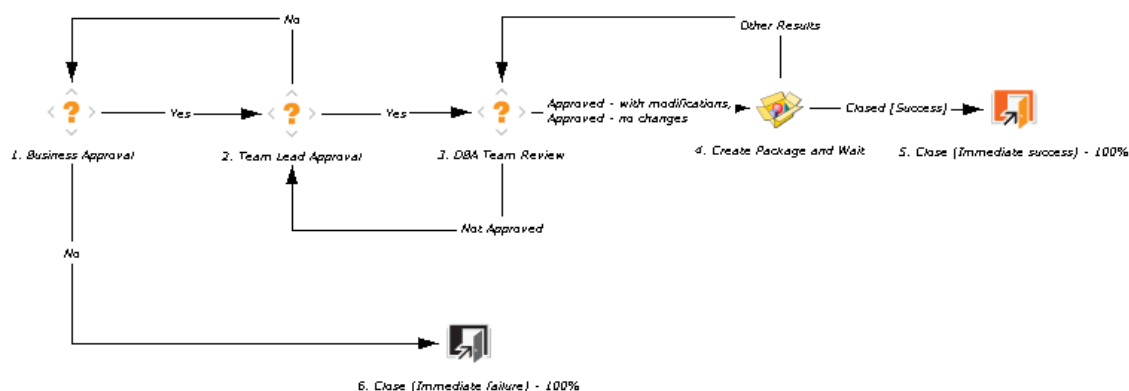 No
Other Results
Yes
Yes
Approved - with modifications,
Approved - no changes
Closed [Success]
1. Business Approval
2. Team Lead Approval
3. DBA Team Review
4. Create Package and Wait
5. Close (Immediate success) - 100%
Not Approved
No
6. Close (Immediate failure) - 100%